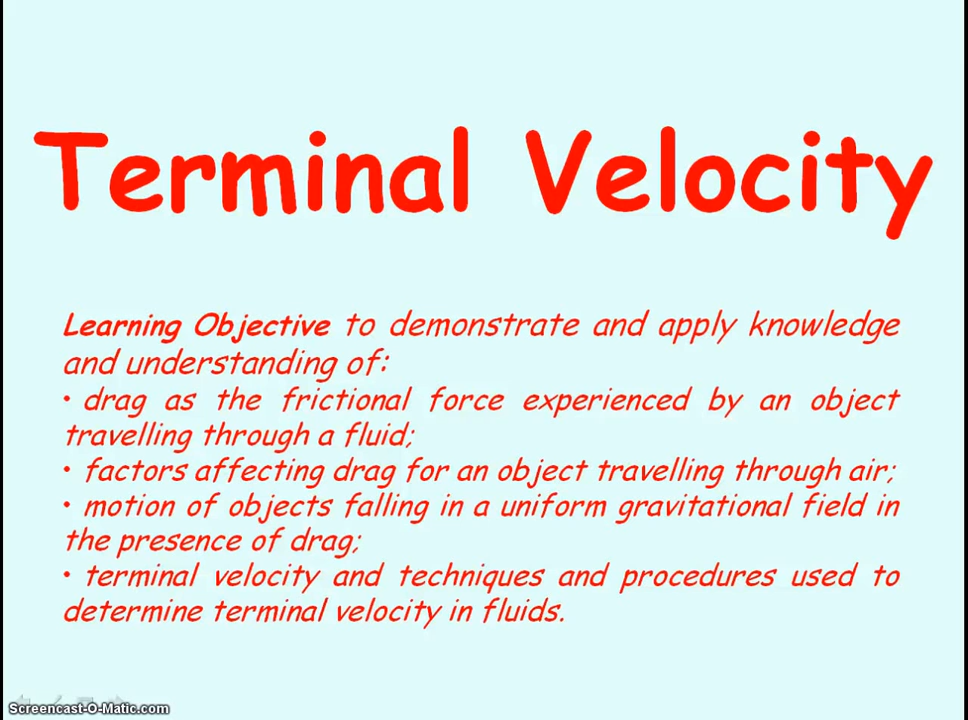 Terminal Velocity
Learning Objective to demonstrate and apply knowledge
and understanding of:
• drag as the frictional force experienced by an object
travelling through a fluid;
• factors affecting drag for an object travelling through air;
• motion of objects falling in a uniform gravitational field in
the presence of drag;
• terminal velocity and techniques and procedures used to
determine terminal velocity in fluids.
Screencast-O-Matic.com